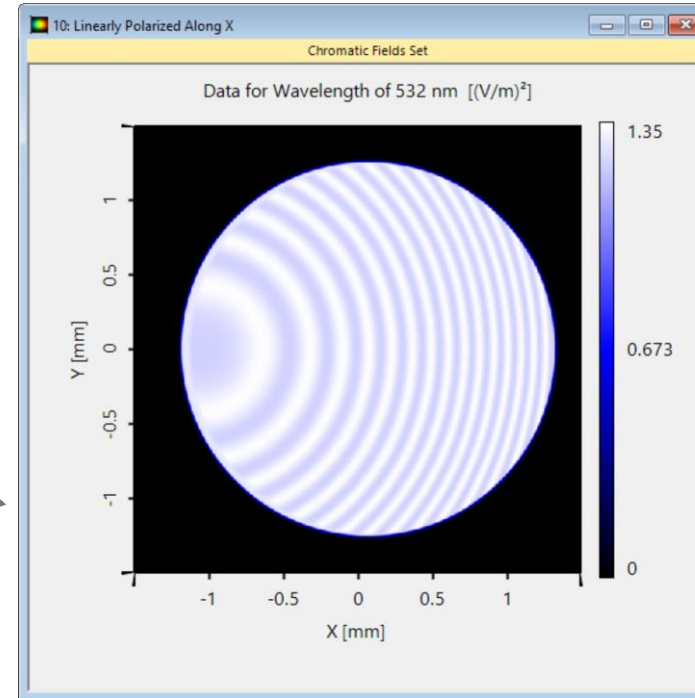 10: Linearly Polarized Along X
Chromatic Fields Set
Data for Wavelength of 532 nm  [(V/m)²]
1.35
0.673
0
Y [mm]
1
0.5
0
-0.5
-1
-1 -0.5 0 0.5 1
X [mm]